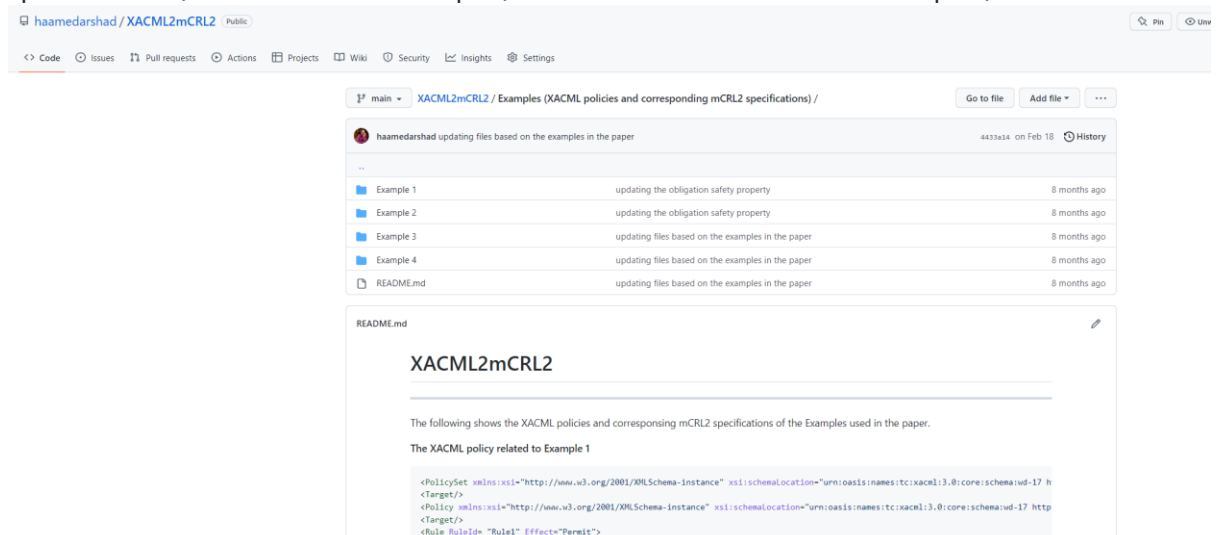 haamedarshad / XACML2mCRL2 Public
Pin
<> Code Issues Pull requests Actions Projects Wiki Security Insights Settings
main XACML2mCRL2 / Examples (XACML policies and corresponding mCRL2 specifications) / Go to file Add file ...
haamedarshad updating files based on the examples in the paper 4433e14 on Feb 18 History
..
Example 1 updating the obligation safety property 8 months ago
Example 2 updating the obligation safety property 8 months ago
Example 3 updating files based on the examples in the paper 8 months ago
Example 4 updating files based on the examples in the paper 8 months ago
README.md updating files based on the examples in the paper 8 months ago
README.md
XACML2mCRL2
The following shows the XACML policies and corresponsing mCRL2 specifications of the Examples used in the paper.
The XACML policy related to Example 1
<PolicySet xmlns:xsi="http://www.w3.org/2001/XMLSchema-instance" xsi:schemaLocation="urn:oasis:names:tc:xacml:3.0:core:schema:wd-17 h
<Target/>
<Policy xmlns:xsi="http://www.w3.org/2001/XMLSchema-instance" xsi:schemaLocation="urn:oasis:names:tc:xacml:3.0:core:schema:wd-17 http
<Target/>
<Rule RuleId= "Rule1" Effect="Permit">